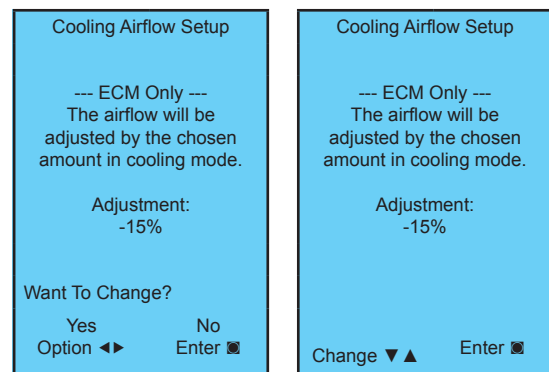 Cooling Airflow Setup
--- ECM Only ---
The airflow will be
adjusted by the chosen
amount in cooling mode.
Adjustment:
-15%
Want To Change?
Yes No
Option ◄► Enter ◙
Cooling Airflow Setup
--- ECM Only ---
The airflow will be
adjusted by the chosen
amount in cooling mode.
Adjustment:
-15%
Change ▼▲ Enter ◙